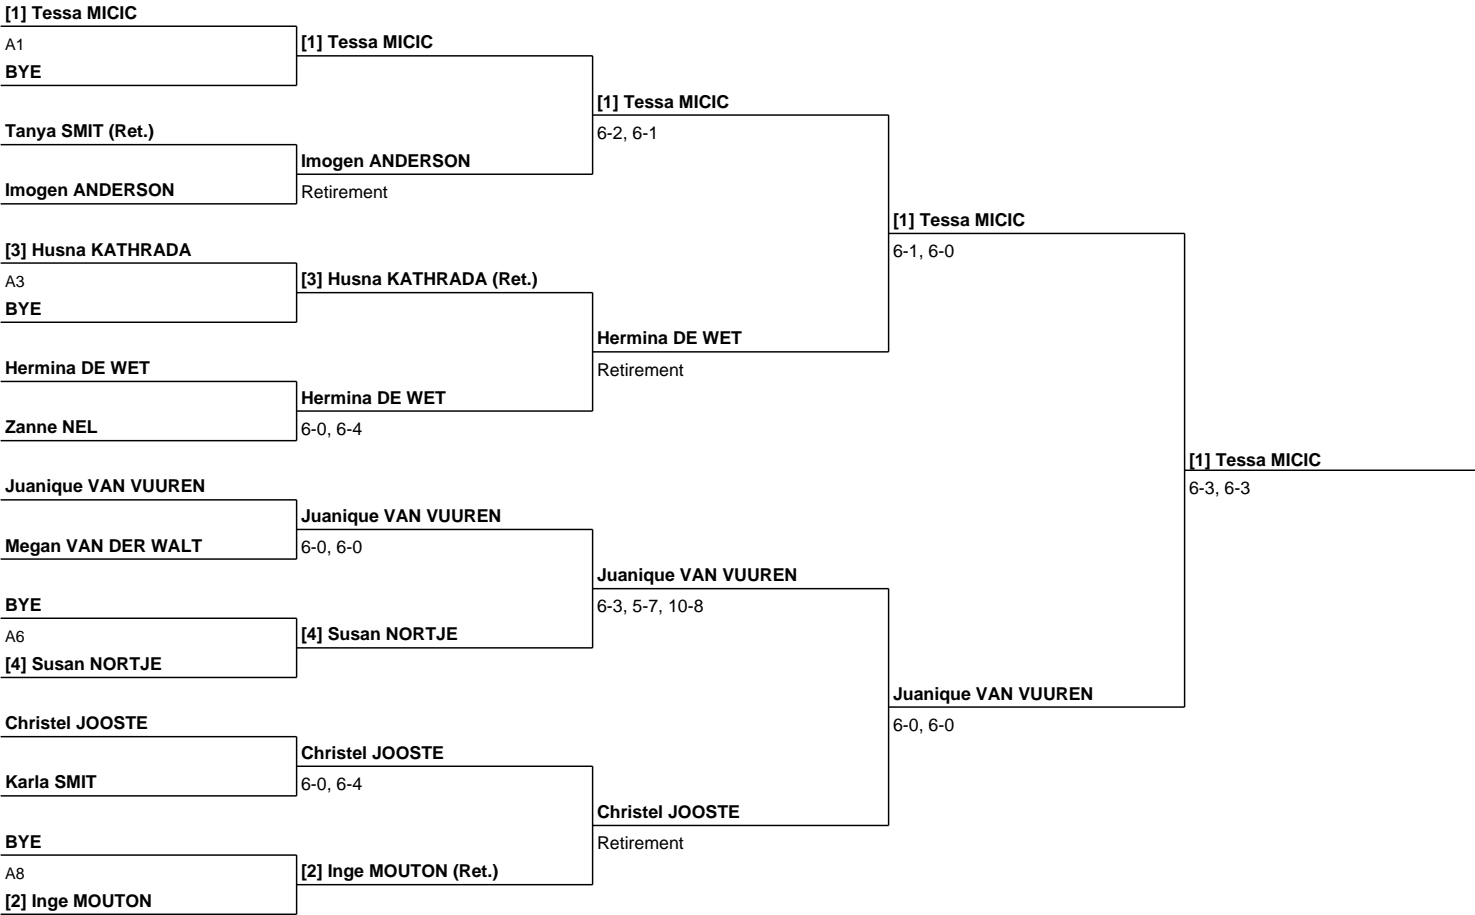 [1] Tessa MICIC
A1
BYE
Tanya SMIT (Ret.)
Imogen ANDERSON
[3] Husna KATHRADA
A3
BYE
Hermina DE WET
Zanne NEL
Juanique VAN VUUREN
Megan VAN DER WALT
BYE
A6
[4] Susan NORTJE
Christel JOOSTE
Karla SMIT
BYE
A8
[2] Inge MOUTON
[1] Tessa MICIC
Imogen ANDERSON
Retirement
[3] Husna KATHRADA (Ret.)
Hermina DE WET
6-0, 6-4
Juanique VAN VUUREN
6-0, 6-0
[4] Susan NORTJE
Christel JOOSTE
6-0, 6-4
[2] Inge MOUTON (Ret.)
[1] Tessa MICIC
6-2, 6-1
Hermina DE WET
Retirement
Juanique VAN VUUREN
6-3, 5-7, 10-8
Christel JOOSTE
Retirement
[1] Tessa MICIC
6-1, 6-0
Juanique VAN VUUREN
6-0, 6-0
[1] Tessa MICIC
6-3, 6-3